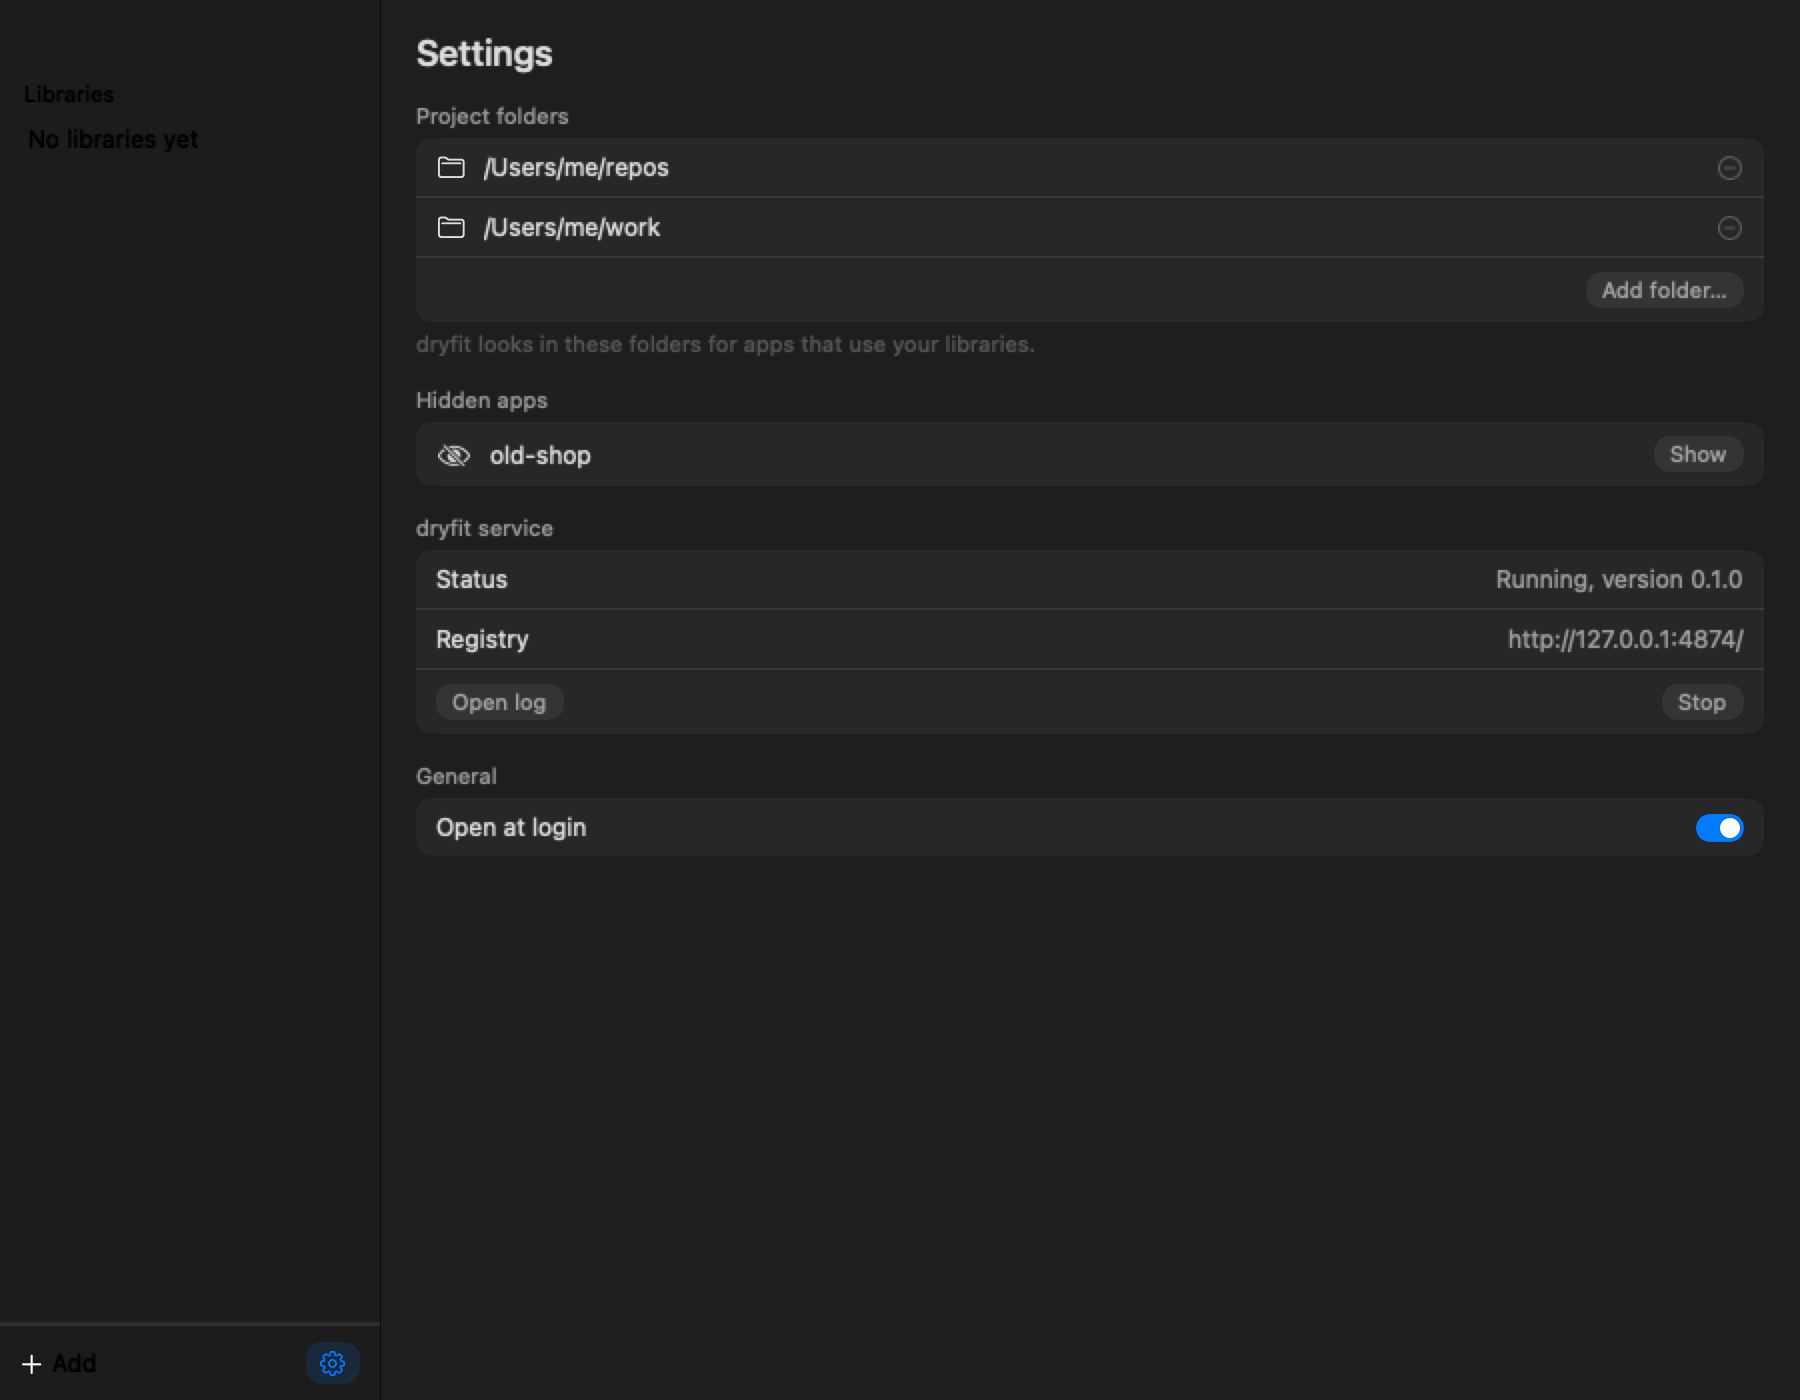 Libraries
No libraries yet
Add
Settings
Project folders
/Users/me/repos
/Users/me/work
Add folder...
dryfit looks in these folders for apps that use your libraries.
Hidden apps
old-shop
Show
dryfit service
Status
Running, version 0.1.0
Registry
http://127.0.0.1:4874/
Open log
Stop
General
Open at login